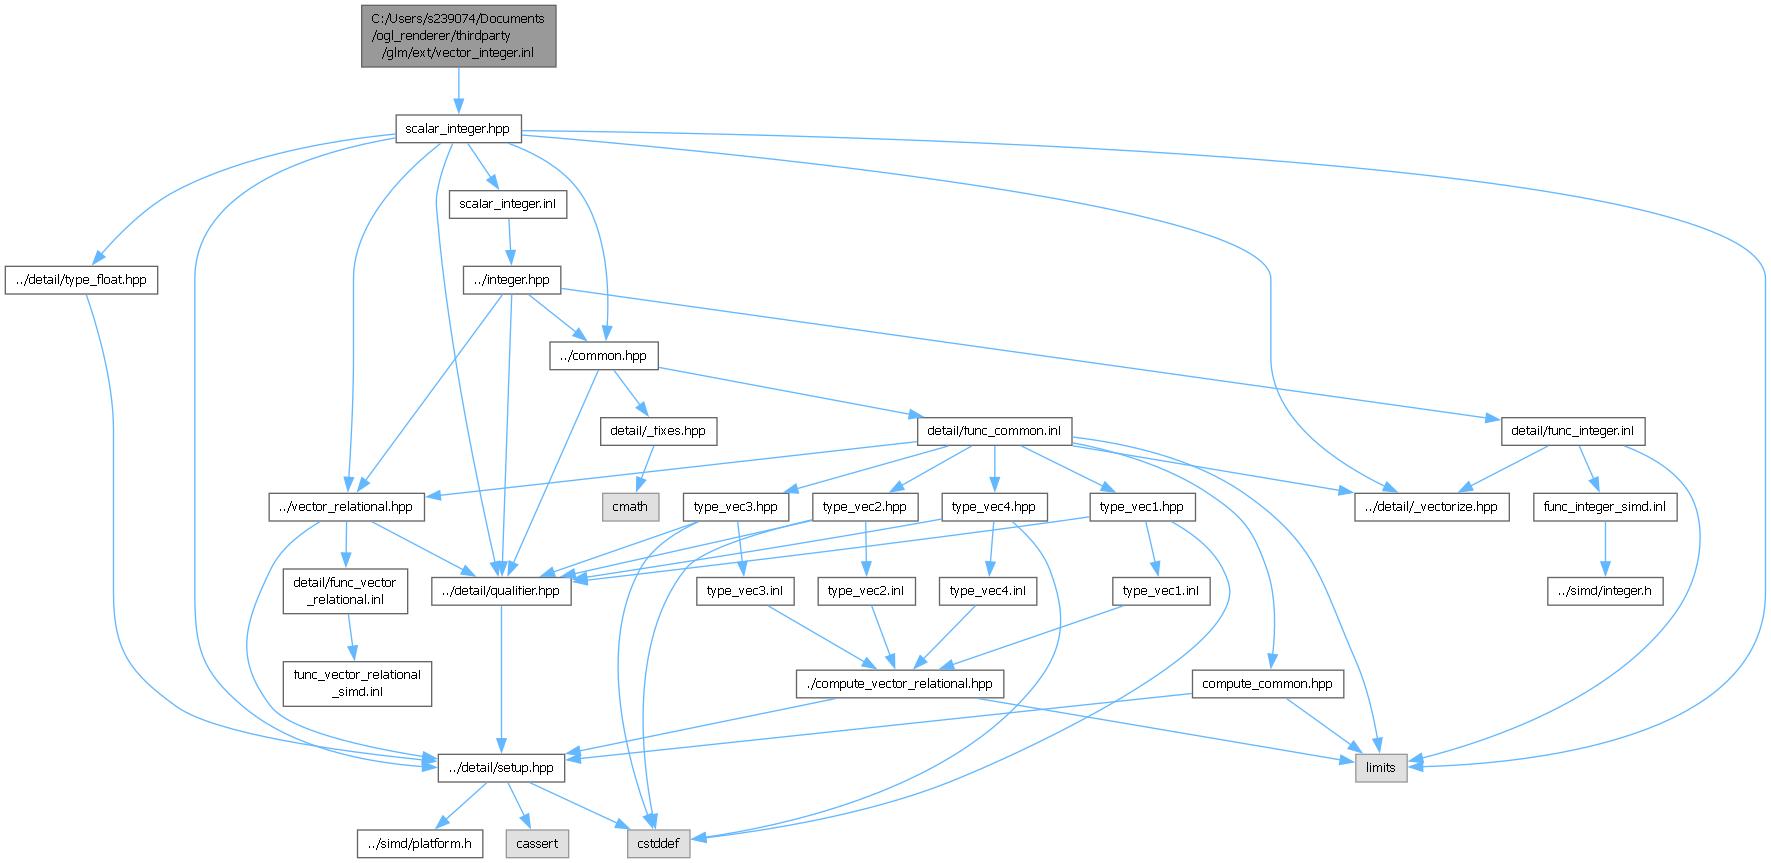 C:/Users/s239074/Documents
/ogl_renderer/thirdparty
/glm/ext/vector_integer.inl
scalar_integer.hpp
scalar_integer.inl
../detail/type_float.hpp
../integer.hpp
../common.hpp
detail/_fixes.hpp
detail/func_common.inl
detail/func_integer.inl
../vector_relational.hpp
cmath
type_vec3.hpp
type_vec2.hpp
type_vec4.hpp
type_vec1.hpp
../detail/_vectorize.hpp
func_integer_simd.inl
detail/func_vector
_relational.inl
../detail/qualifier.hpp
type_vec3.inl
type_vec2.inl
type_vec4.inl
type_vec1.inl
../simd/integer.h
func_vector_relational
_simd.inl
./compute_vector_relational.hpp
compute_common.hpp
../detail/setup.hpp
limits
../simd/platform.h
cassert
cstddef